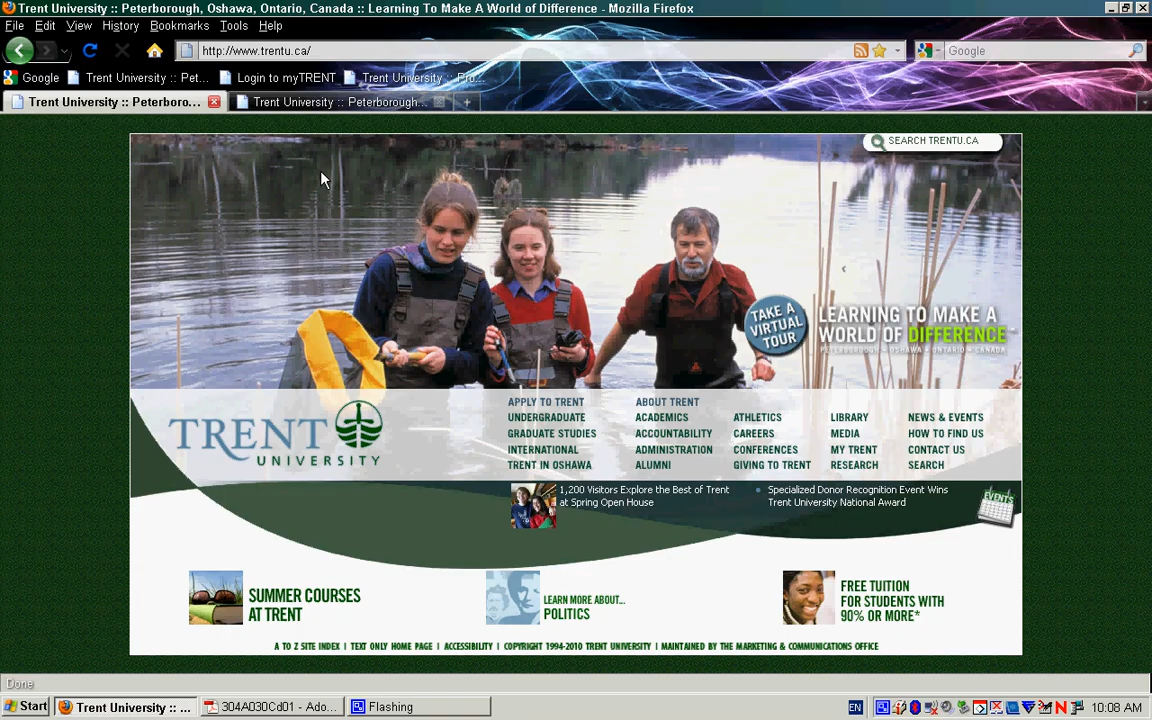 Trent University :: Peterborough, Oshawa, Ontario, Canada :: Learning To Make A World of Difference - Mozilla Firefox
File Edit View History Bookmarks Tools Help
http://www.trentu.ca/
Google
Google Trent University :: Pet... Login to myTRENT Trent University :: Pro...
Trent University :: Peterboro... Trent University :: Peterborough...
SEARCH TRENTU.CA
TAKE A
VIRTUAL
TOUR
LEARNING TO MAKE A
WORLD OF DIFFERENCE
PETERBOROUGH • OSHAWA • ONTARIO • CANADA
TRENT
UNIVERSITY
APPLY TO TRENT ABOUT TRENT
UNDERGRADUATE ACADEMICS ATHLETICS LIBRARY NEWS & EVENTS
GRADUATE STUDIES ACCOUNTABILITY CAREERS MEDIA HOW TO FIND US
INTERNATIONAL ADMINISTRATION CONFERENCES MY TRENT CONTACT US
TRENT IN OSHAWA ALUMNI GIVING TO TRENT RESEARCH SEARCH
1,200 Visitors Explore the Best of Trent
at Spring Open House
Specialized Donor Recognition Event Wins
Trent University National Award
EVENTS
SUMMER COURSES
AT TRENT
LEARN MORE ABOUT...
POLITICS
FREE TUITION
FOR STUDENTS WITH
90% OR MORE*
A TO Z SITE INDEX | TEXT ONLY HOME PAGE | ACCESSIBILITY | COPYRIGHT 1994-2010 TRENT UNIVERSITY | MAINTAINED BY THE MARKETING & COMMUNICATIONS OFFICE
Done
Start Trent University :: ... 304A030Cd01 - Ado... Flashing EN 10:08 AM